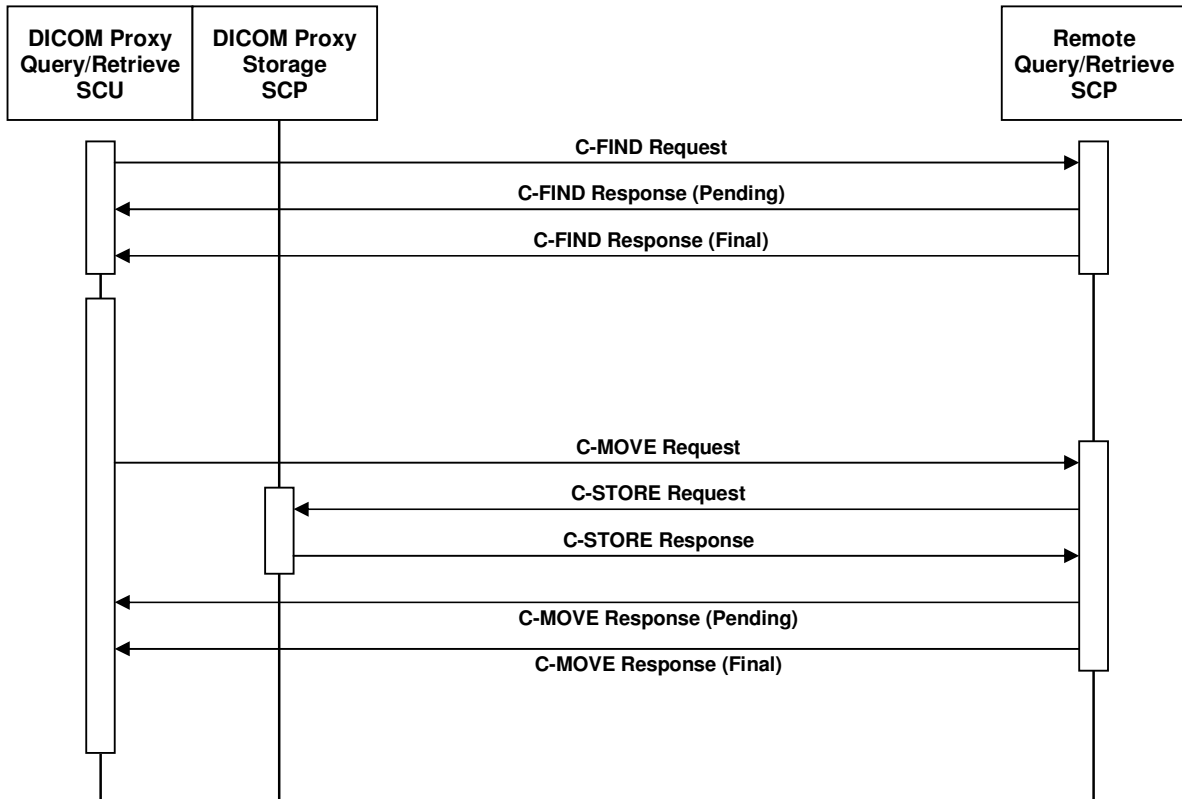 DICOM Proxy
Query/Retrieve
SCU
DICOM Proxy
Storage
SCP
Remote
Query/Retrieve
SCP
C-FIND Request
C-FIND Response (Pending)
C-FIND Response (Final)
C-MOVE Request
C-STORE Request
C-STORE Response
C-MOVE Response (Pending)
C-MOVE Response (Final)